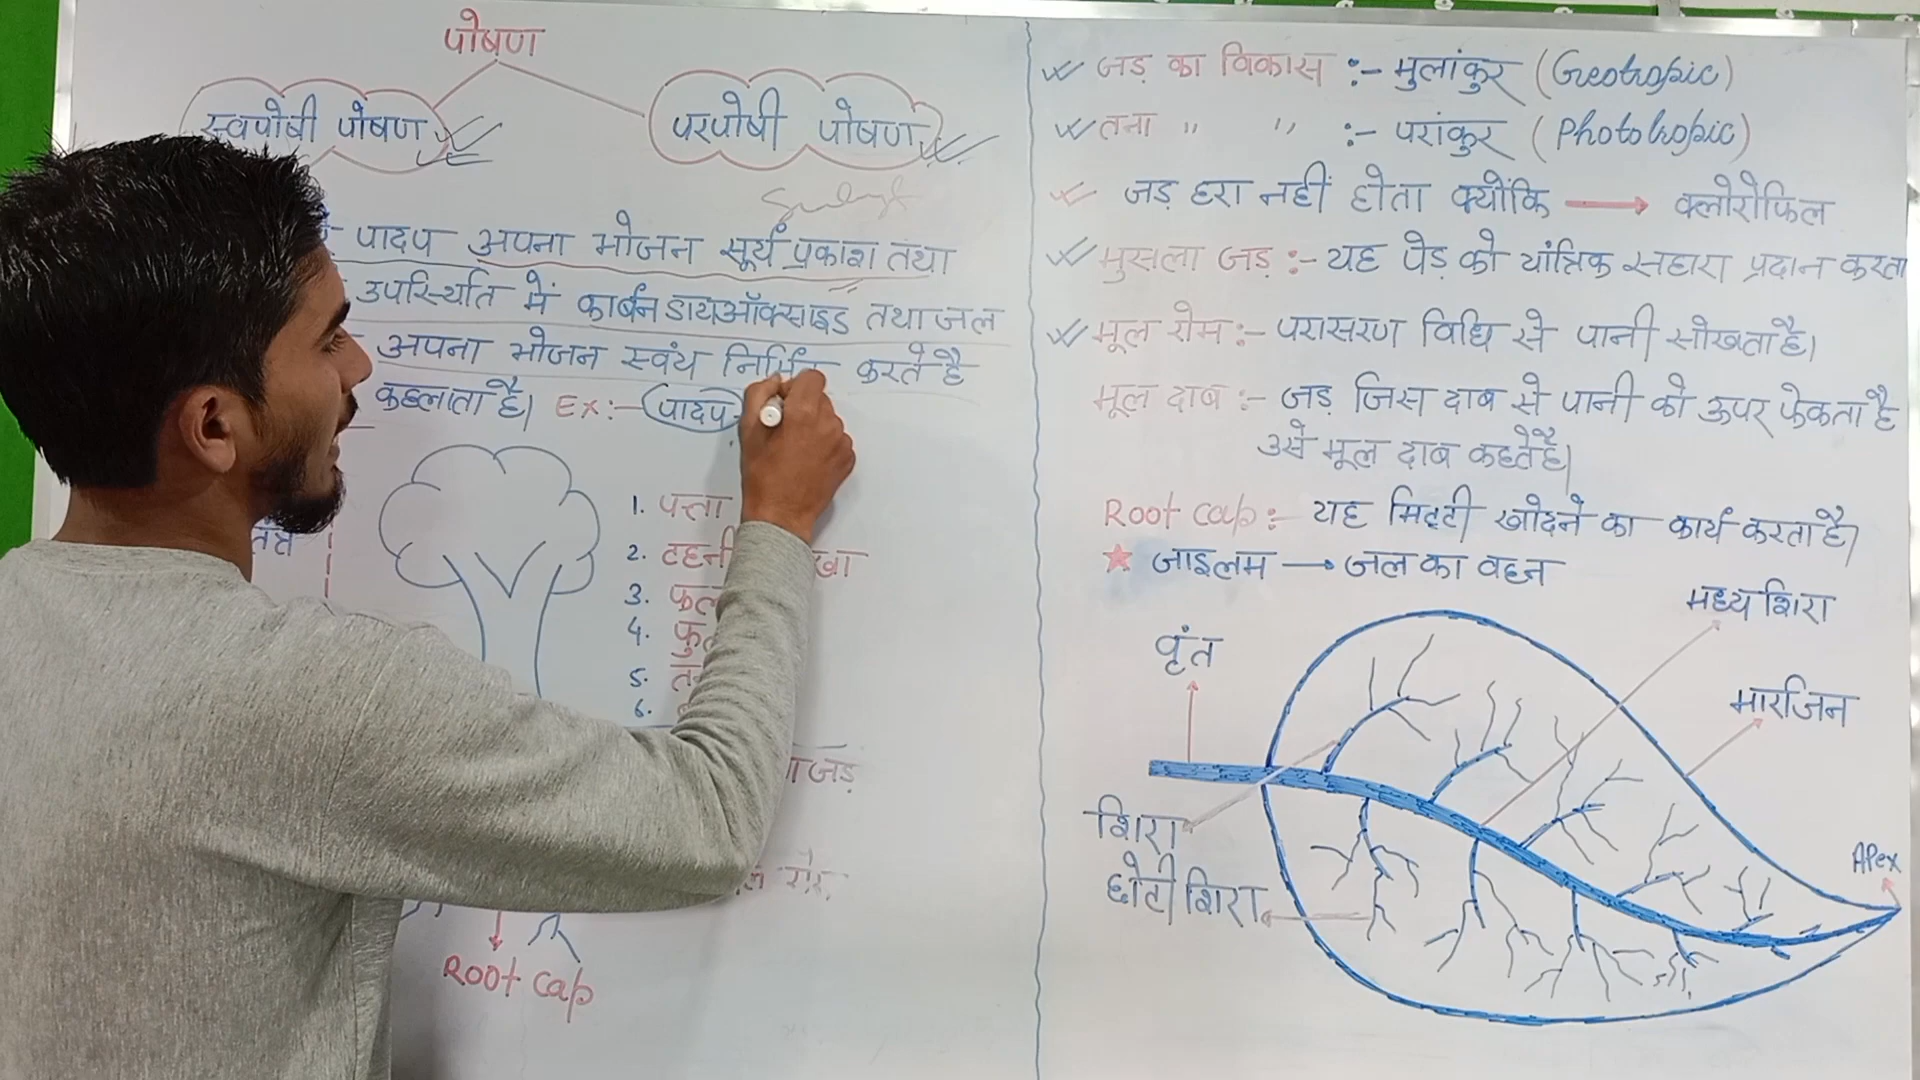 पोषण
स्वपोषी पोषण
परपोषी पोषण
पादप अपना भोजन सूर्य प्रकाश तथा
उपस्थिति में कार्बन डायऑक्साइड तथा जल
अपना भोजन स्वंय करते है
कहलाता है। Ex:- पादप
1. पत्ता
2. टहनी
3. फल
4.
5.
6.
जड़
Root cap
जड़ का विकास :- मुलांकुर (Geotropic)
तना " " :- परांकुर (Phototropic)
जड़ हरा नहीं होता क्योंकि → क्लोरोफिल
मुसला जड़ :- यह पेड़ को यांत्रिक सहारा प्रदान करता
मूल रोम :- परासरण विधि से पानी सोखता है।
मूल दाब :- जड़ जिस दाब से पानी को ऊपर फेकता है
उसे मूल दाब कहते है।
Root cap :- यह मिट्टी खोदने का कार्य करता है।
★ जाइलम → जल का वहन
मध्य शिरा
वृंत
मारजिन
शिरा
छोटी शिरा
Apex